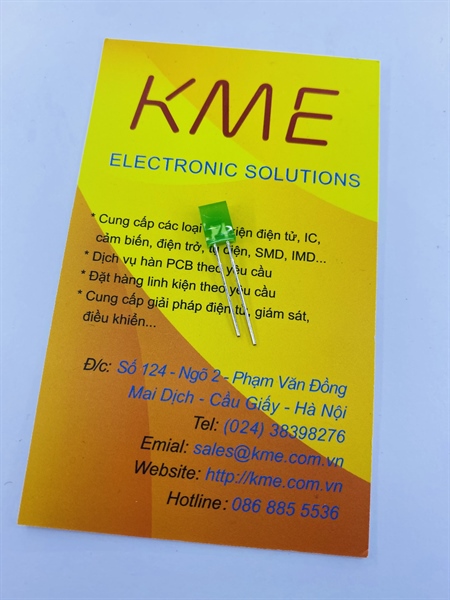 KME
ELECTRONIC SOLUTIONS
* Cung cấp các loại kiện điện tử, IC,
cảm biến, điện trở, tụ điện, SMD, IMD...
* Dịch vụ hàn PCB theo yêu cầu
* Đặt hàng linh kiện theo yêu cầu
* Cung cấp giải pháp điện tử, giám sát,
điều khiển...
Đ/c: Số 124 - Ngõ 2 - Phạm Văn Đồng
Mai Dịch - Cầu Giấy - Hà Nội
Tel: (024) 38398276
Emial: sales@kme.com.vn
Website: http://kme.com.vn
Hotline: 086 885 5536